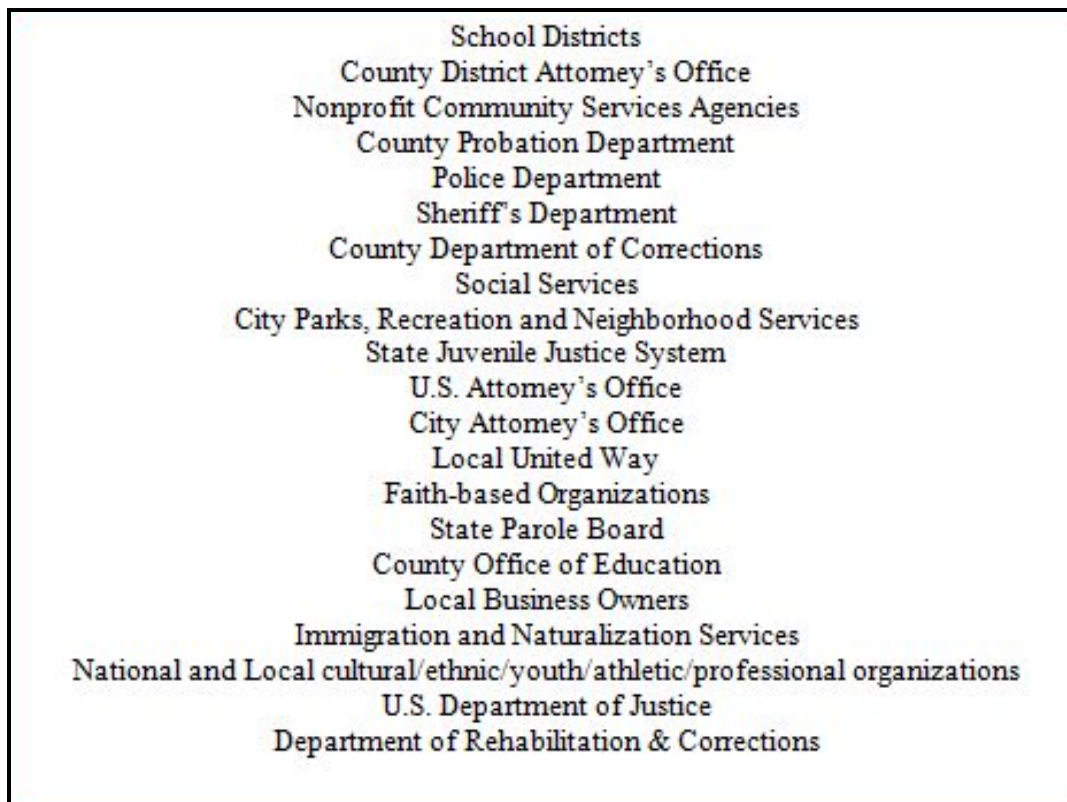 School Districts
County District Attorney's Office
Nonprofit Community Services Agencies
County Probation Department
Police Department
Sheriff's Department
County Department of Corrections
Social Services
City Parks, Recreation and Neighborhood Services
State Juvenile Justice System
U.S. Attorney's Office
City Attorney's Office
Local United Way
Faith-based Organizations
State Parole Board
County Office of Education
Local Business Owners
Immigration and Naturalization Services
National and Local cultural/ethnic/youth/athletic/professional organizations
U.S. Department of Justice
Department of Rehabilitation & Corrections